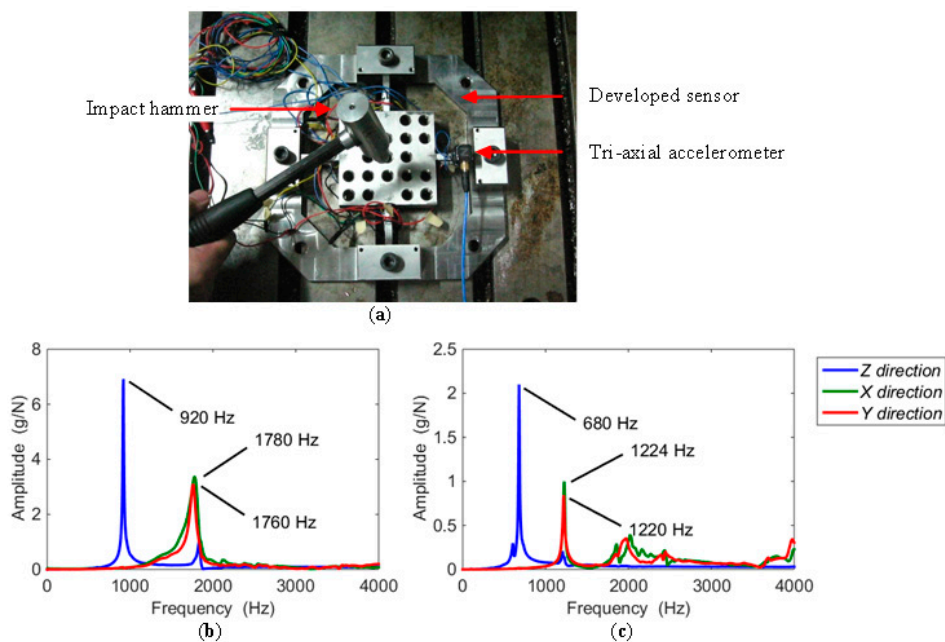 Impact hammer
Developed sensor
Tri-axial accelerometer
(a)
8
6
4
2
0
Amplitude (g/N)
920 Hz
1780 Hz
1760 Hz
0
1000
2000
3000
4000
Frequency (Hz)
(b)
2.5
2
1.5
1
0.5
0
Amplitude (g/N)
680 Hz
1224 Hz
1220 Hz
0
1000
2000
3000
4000
Frequency (Hz)
(c)
Z direction
X direction
Y direction